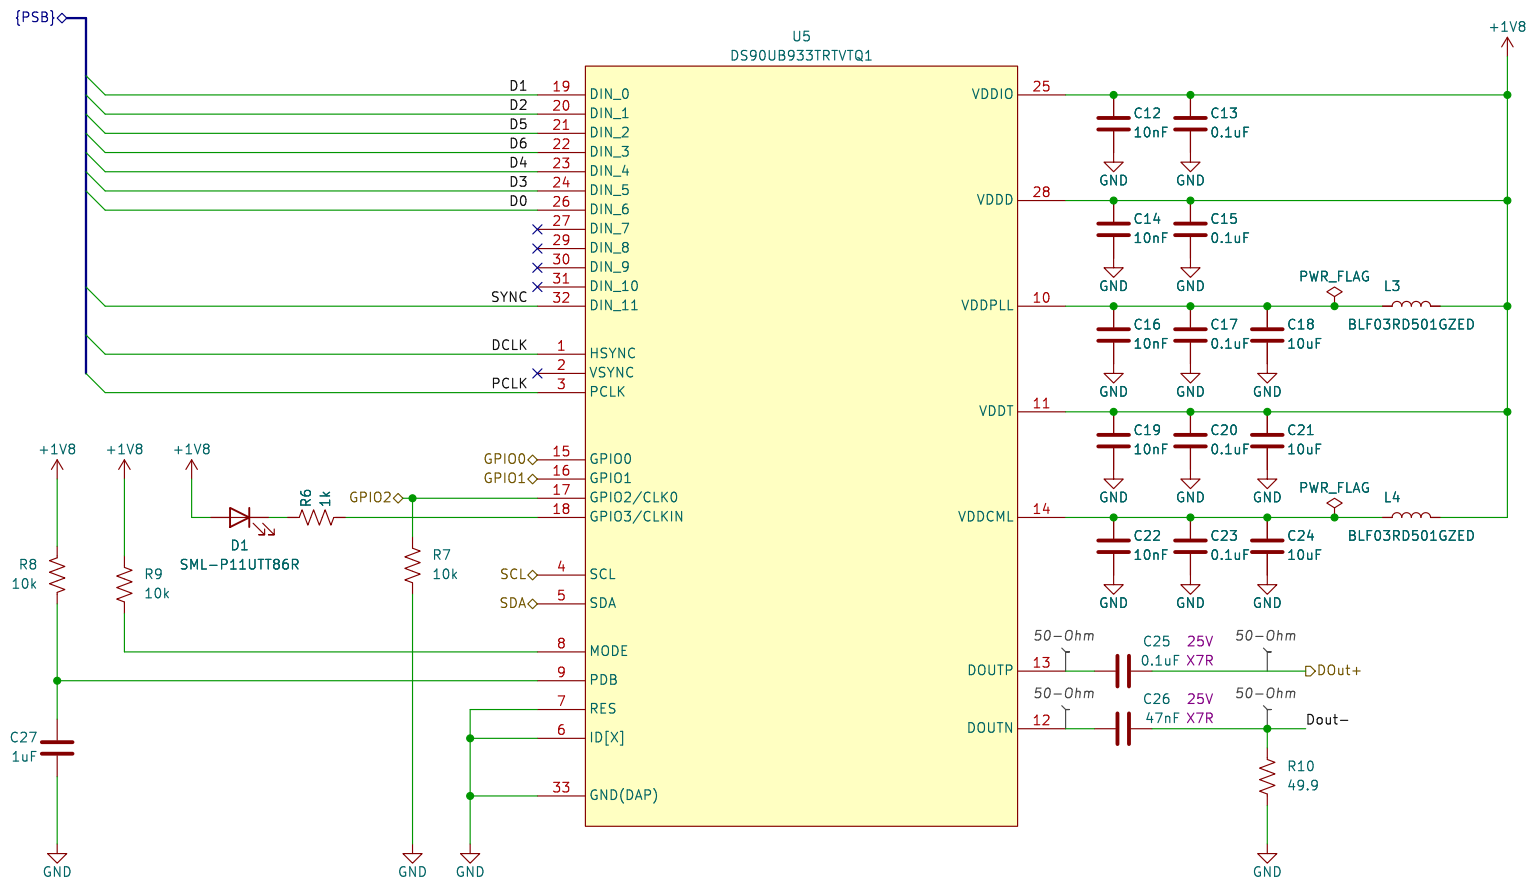 {PSB}
U5
DS90UB933TRTVTQ1
+1V8
D1 19 DIN_0
D2 20 DIN_1
D5 21 DIN_2
D6 22 DIN_3
D4 23 DIN_4
D3 24 DIN_5
D0 26 DIN_6
27 DIN_7
29 DIN_8
30 DIN_9
31 DIN_10
SYNC 32 DIN_11
DCLK 1 HSYNC
2 VSYNC
PCLK 3 PCLK
GPIO0 15 GPIO0
GPIO1 16 GPIO1
GPIO2 17 GPIO2/CLK0
18 GPIO3/CLKIN
SCL 4 SCL
SDA 5 SDA
8 MODE
9 PDB
7 RES
6 ID[X]
33 GND(DAP)
+1V8 +1V8 +1V8
R6
1k
D1
SML-P11UTT86R
R7
10k
R8
10k
R9
10k
C27
1uF
GND GND GND
VDDIO 25
C12 C13
10nF 0.1uF
GND GND
VDDD 28
C14 C15
10nF 0.1uF
GND GND
PWR_FLAG L3
VDDPLL 10
BLF03RD501GZED
C16 C17 C18
10nF 0.1uF 10uF
GND GND GND
VDDT 11
C19 C20 C21
10nF 0.1uF 10uF
GND GND GND
PWR_FLAG L4
VDDCML 14
BLF03RD501GZED
C22 C23 C24
10nF 0.1uF 10uF
GND GND GND
50-Ohm C25 25V 50-Ohm
0.1uF X7R
DOUTP 13 DOut+
50-Ohm C26 25V 50-Ohm
47nF X7R
DOUTN 12 Dout-
R10
49.9
GND